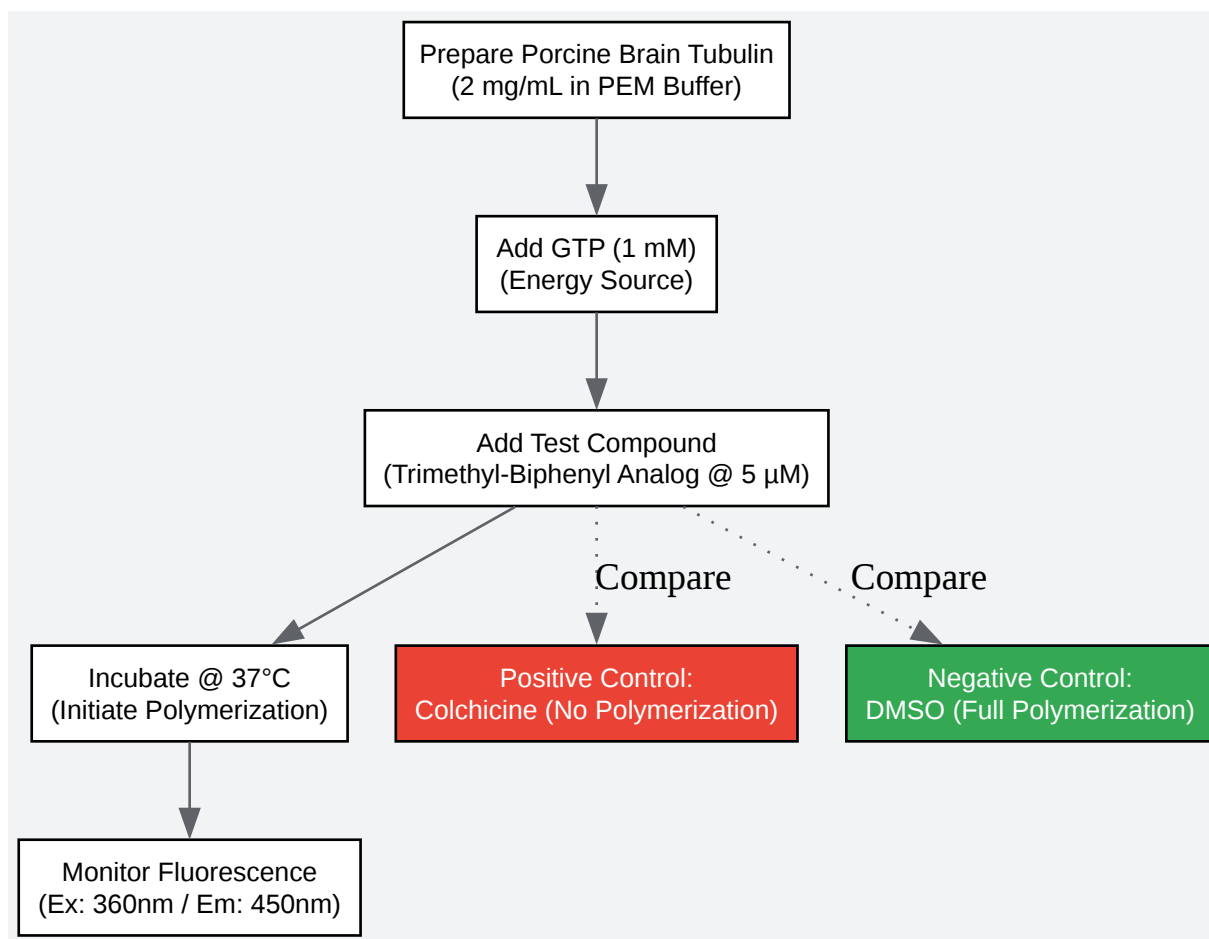 Prepare Porcine Brain Tubulin
(2 mg/mL in PEM Buffer)
Add GTP (1 mM)
(Energy Source)
Add Test Compound
(Trimethyl-Biphenyl Analog @ 5 µM)
Compare
Compare
Incubate @ 37°C
(Initiate Polymerization)
Positive Control:
Colchicine (No Polymerization)
Negative Control:
DMSO (Full Polymerization)
Monitor Fluorescence
(Ex: 360nm / Em: 450nm)